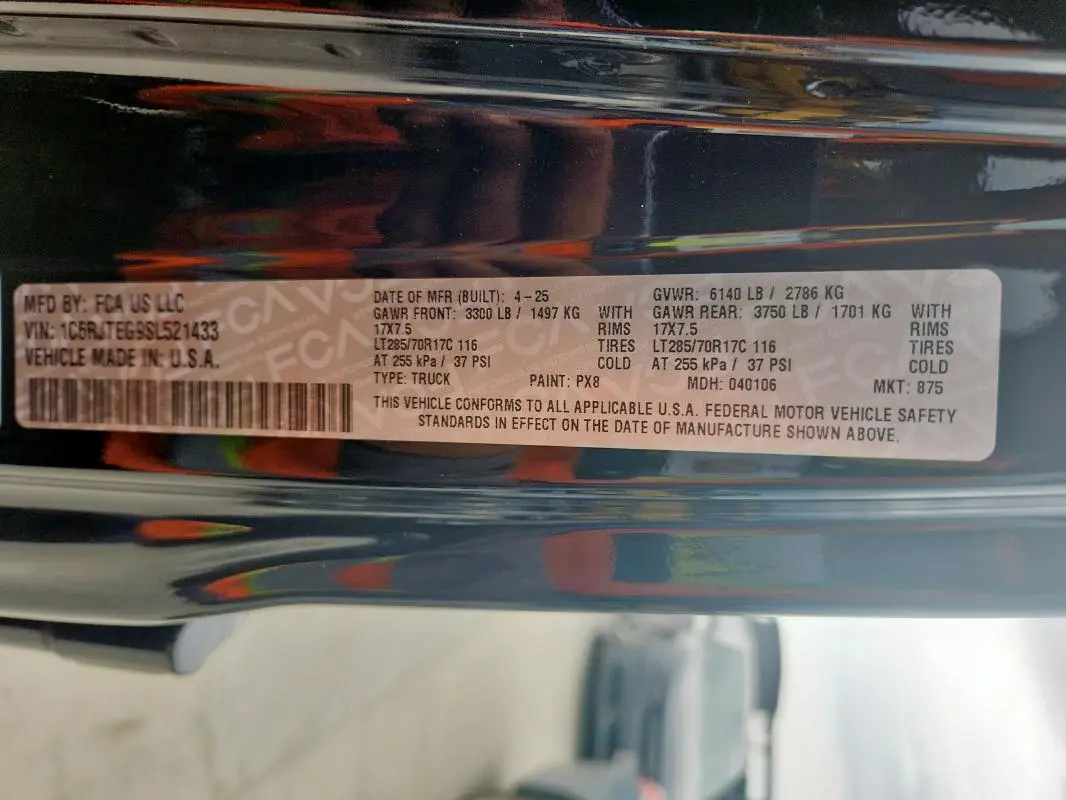 MFD BY: FCA US LLC
VIN: 1C6RJTEG9SL521433
VEHICLE MADE IN: U.S.A.
DATE OF MFR (BUILT): 4-25 GVWR: 6140 LB / 2786 KG
GAWR FRONT: 3300 LB / 1497 KG WITH GAWR REAR: 3750 LB / 1701 KG WITH
17X7.5 RIMS 17X7.5 RIMS
LT285/70R17C 116 TIRES LT285/70R17C 116 TIRES
AT 255 kPa / 37 PSI COLD AT 255 kPa / 37 PSI COLD
TYPE: TRUCK PAINT: PX8 MDH: 040106 MKT: 875
THIS VEHICLE CONFORMS TO ALL APPLICABLE U.S.A. FEDERAL MOTOR VEHICLE SAFETY
STANDARDS IN EFFECT ON THE DATE OF MANUFACTURE SHOWN ABOVE.